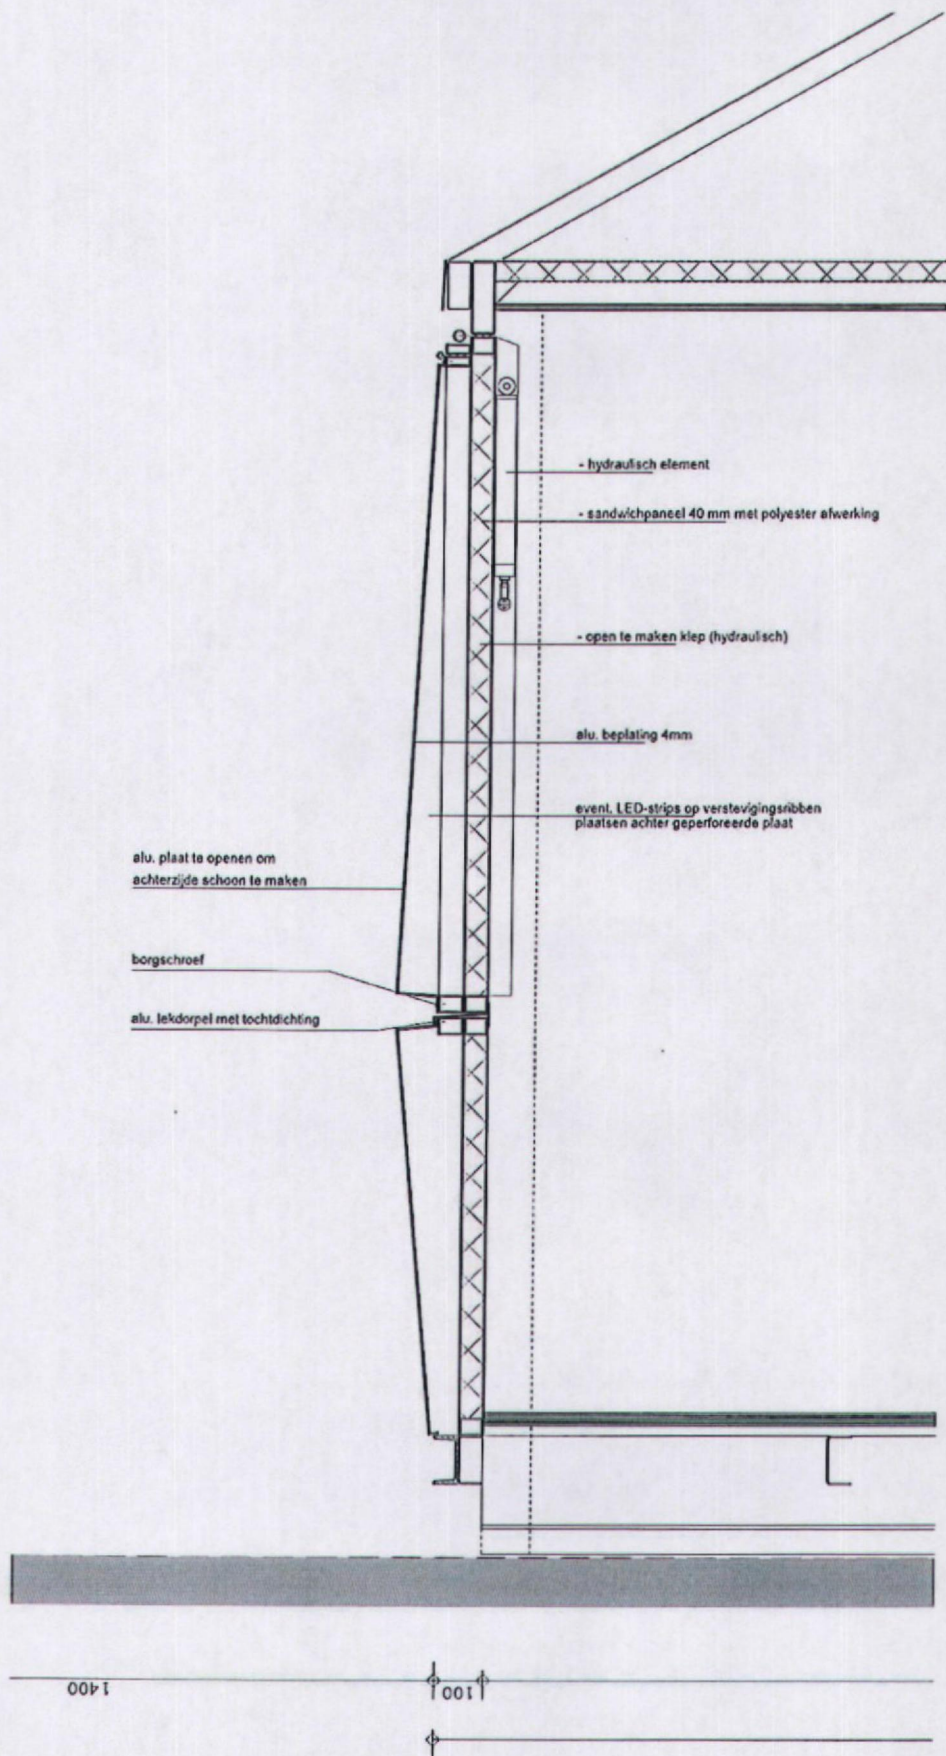 - hydraulisch element
- sandwichpaneel 40 mm met polyester afwerking
- open te maken klep (hydraulisch)
alu. beplating 4mm
event. LED-strips op verstevigingsribben
plaatsen achter geperforeerde plaat
alu. plaat te openen om
achterzijde schoon te maken
borgschroef
alu. lekdorpel met tochtdichting
1400
100